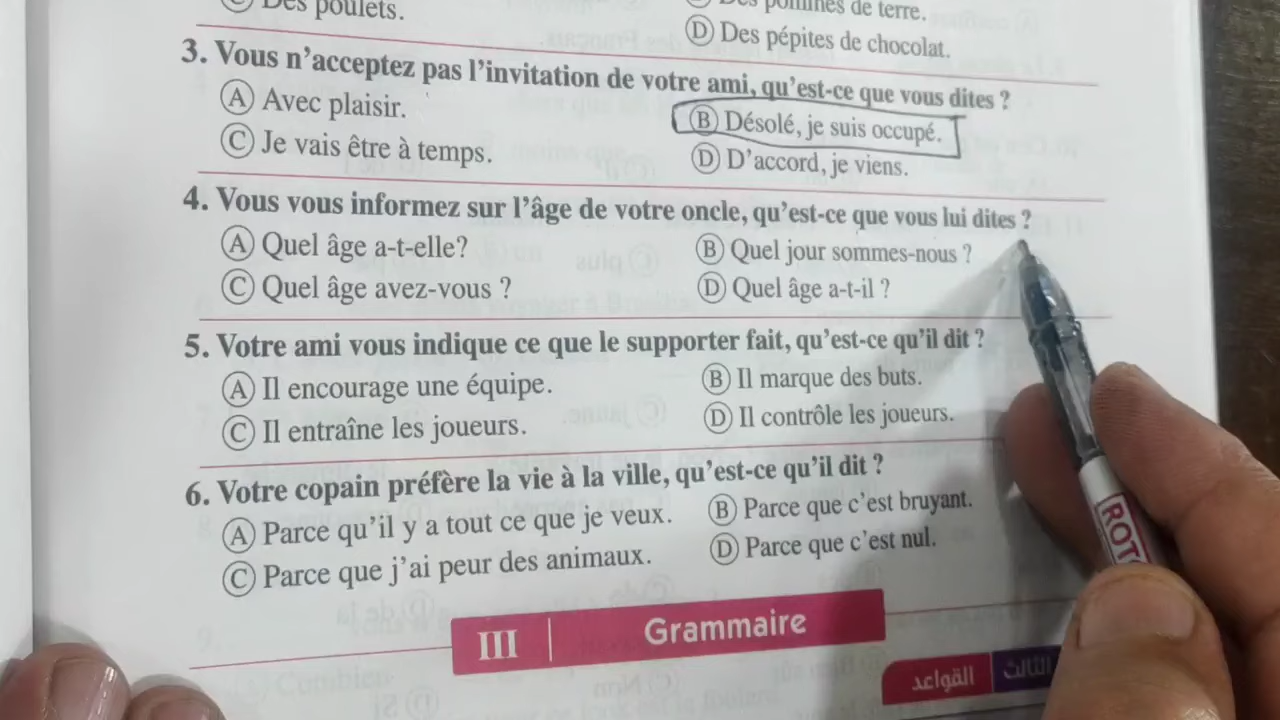 C Des poulets.
D Des pommes de terre.
D Des pépites de chocolat.
3. Vous n'acceptez pas l'invitation de votre ami, qu'est-ce que vous dites ?
A Avec plaisir.
B Désolé, je suis occupé.
C Je vais être à temps.
D D'accord, je viens.
4. Vous vous informez sur l'âge de votre oncle, qu'est-ce que vous lui dites ?
A Quel âge a-t-elle?
B Quel jour sommes-nous ?
C Quel âge avez-vous ?
D Quel âge a-t-il ?
5. Votre ami vous indique ce que le supporter fait, qu'est-ce qu'il dit ?
A Il encourage une équipe.
B Il marque des buts.
C Il entraîne les joueurs.
D Il contrôle les joueurs.
6. Votre copain préfère la vie à la ville, qu'est-ce qu'il dit ?
A Parce qu'il y a tout ce que je veux.
B Parce que c'est bruyant.
C Parce que j'ai peur des animaux.
D Parce que c'est nul.
III Grammaire
القواعد الثالث
ROT